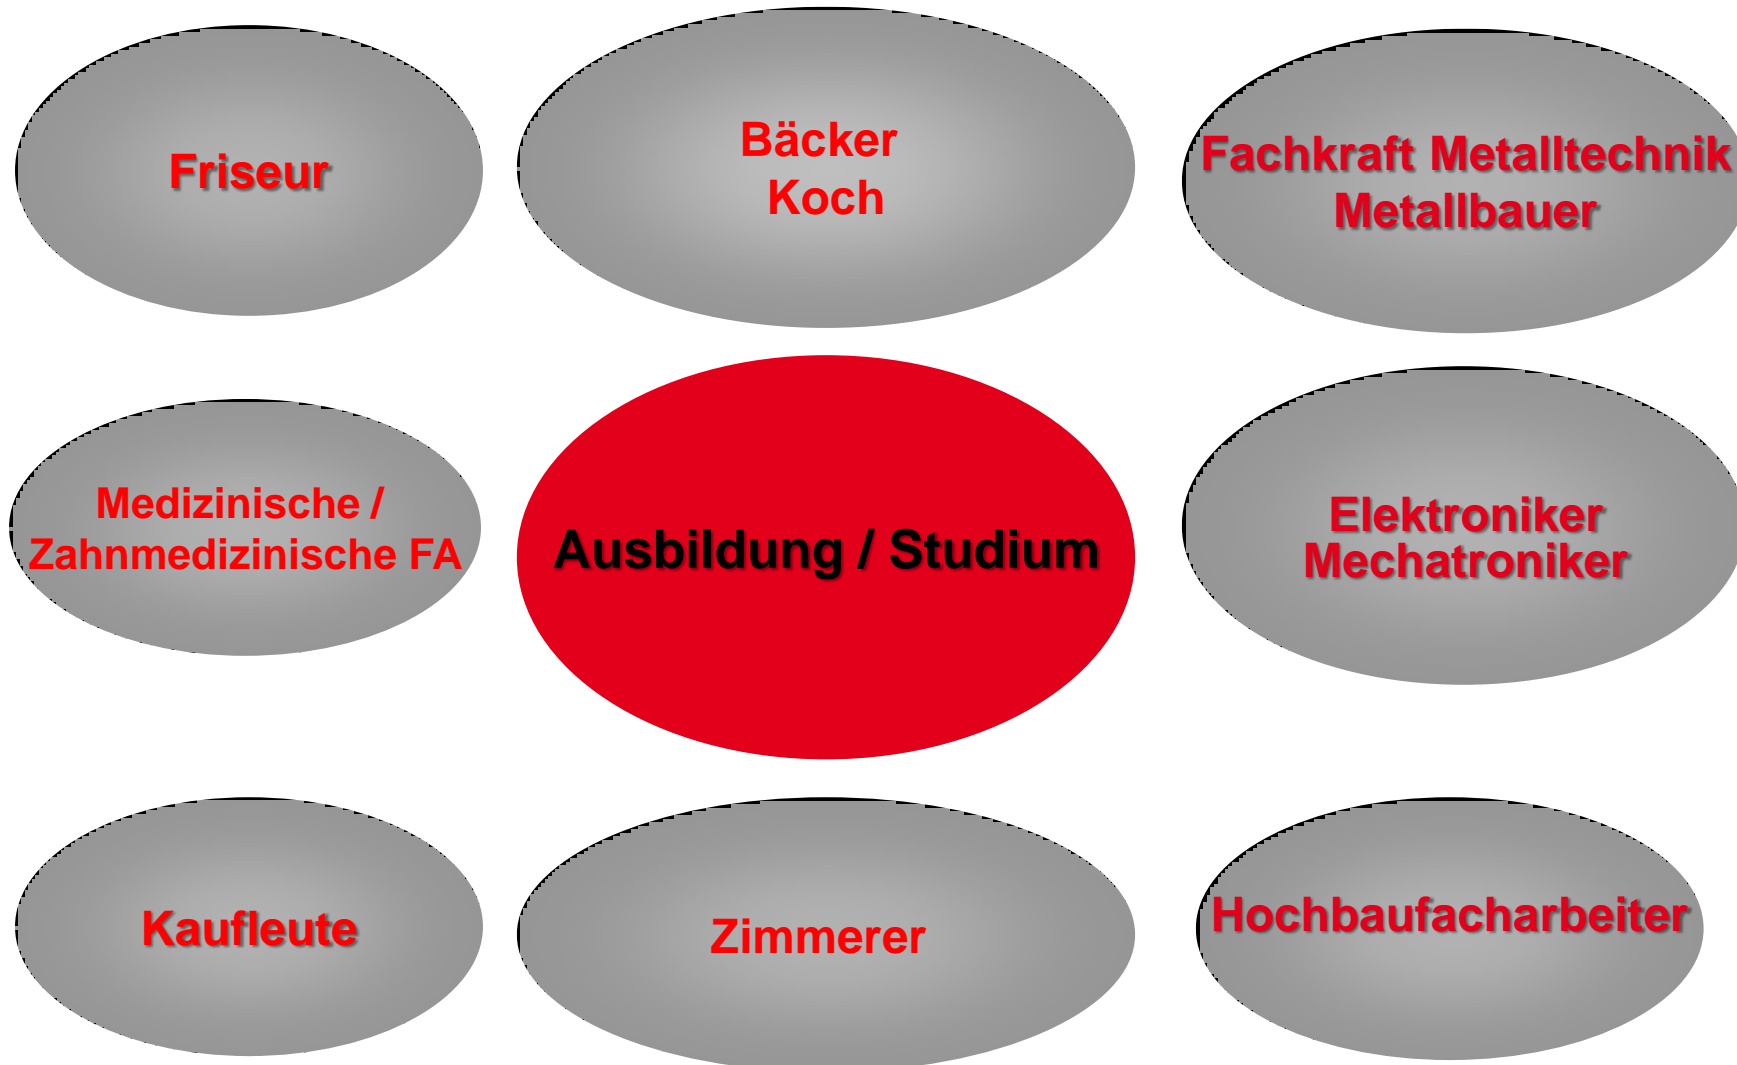 Friseur
Bäcker
Koch
Fachkraft Metalltechnik
Metallbauer
Medizinische /
Zahnmedizinische FA
Ausbildung / Studium
Elektroniker
Mechatroniker
Kaufleute
Zimmerer
Hochbaufacharbeiter